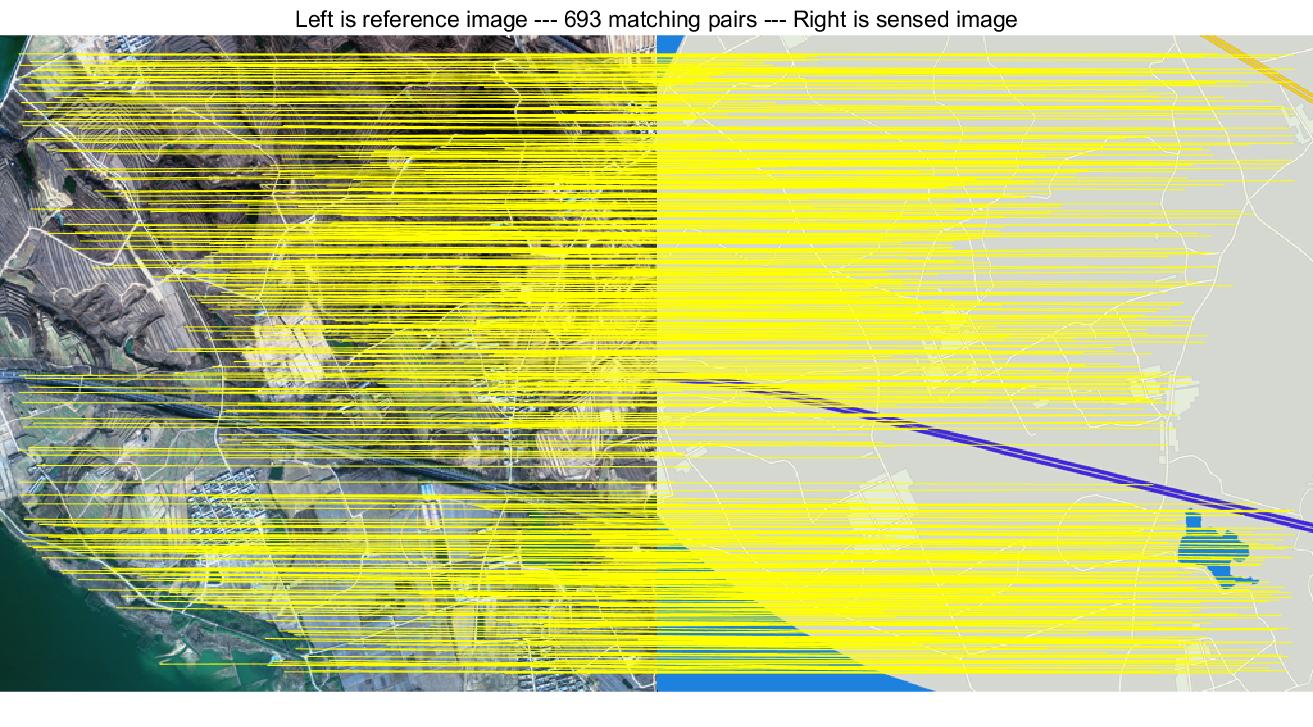 Left is reference image --- 693 matching pairs --- Right is sensed image